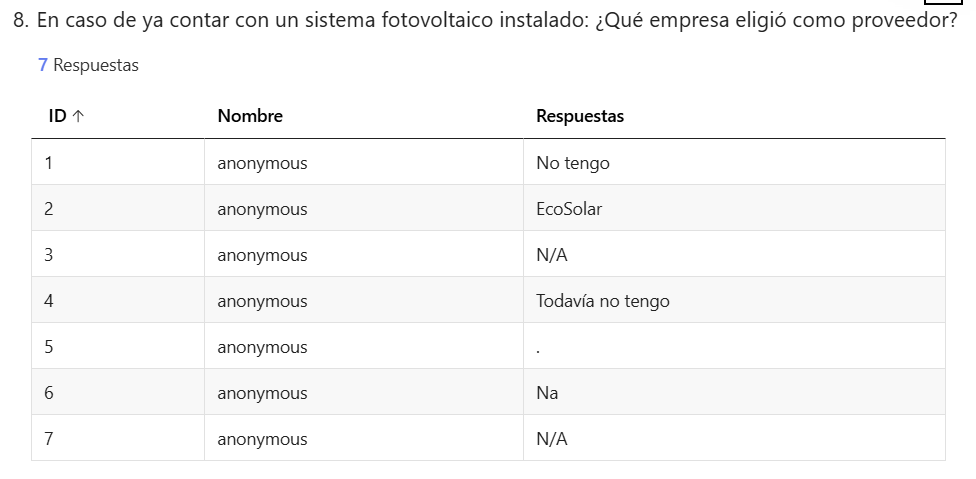 8. En caso de ya contar con un sistema fotovoltaico instalado: ¿Qué empresa eligió como proveedor?
7 Respuestas
ID ↑ Nombre Respuestas
1 anonymous No tengo
2 anonymous EcoSolar
3 anonymous N/A
4 anonymous Todavía no tengo
5 anonymous .
6 anonymous Na
7 anonymous N/A